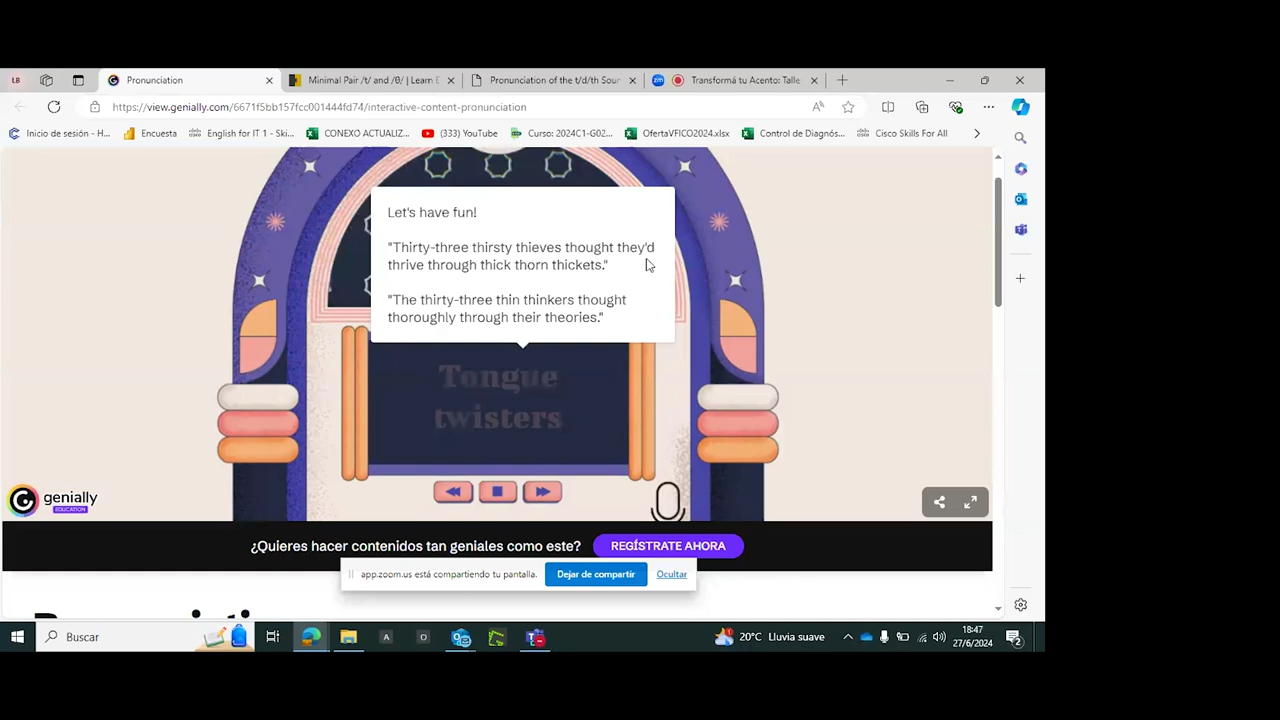 LB
Pronunciation
Minimal Pair /t/ and /θ/ | Learn E
Pronunciation of the t/d/th Soun
zm
Transformá tu Acento: Talle
https://view.genially.com/6671f5bb157fcc001444fd74/interactive-content-pronunciation
Inicio de sesión - H...
Encuesta
English for IT 1 - Ski...
CONEXO ACTUALIZ...
(333) YouTube
Curso: 2024C1-G02...
OfertaVFICO2024.xlsx
Control de Diagnós...
Cisco Skills For All
Let's have fun!
"Thirty-three thirsty thieves thought they'd
thrive through thick thorn thickets."
"The thirty-three thin thinkers thought
thoroughly through their theories."
Tongue
twisters
genially
EDUCATION
¿Quieres hacer contenidos tan geniales como este?
REGÍSTRATE AHORA
app.zoom.us está compartiendo tu pantalla.
Dejar de compartir
Ocultar
Buscar
A
O
20°C Lluvia suave
18:47
27/6/2024
2